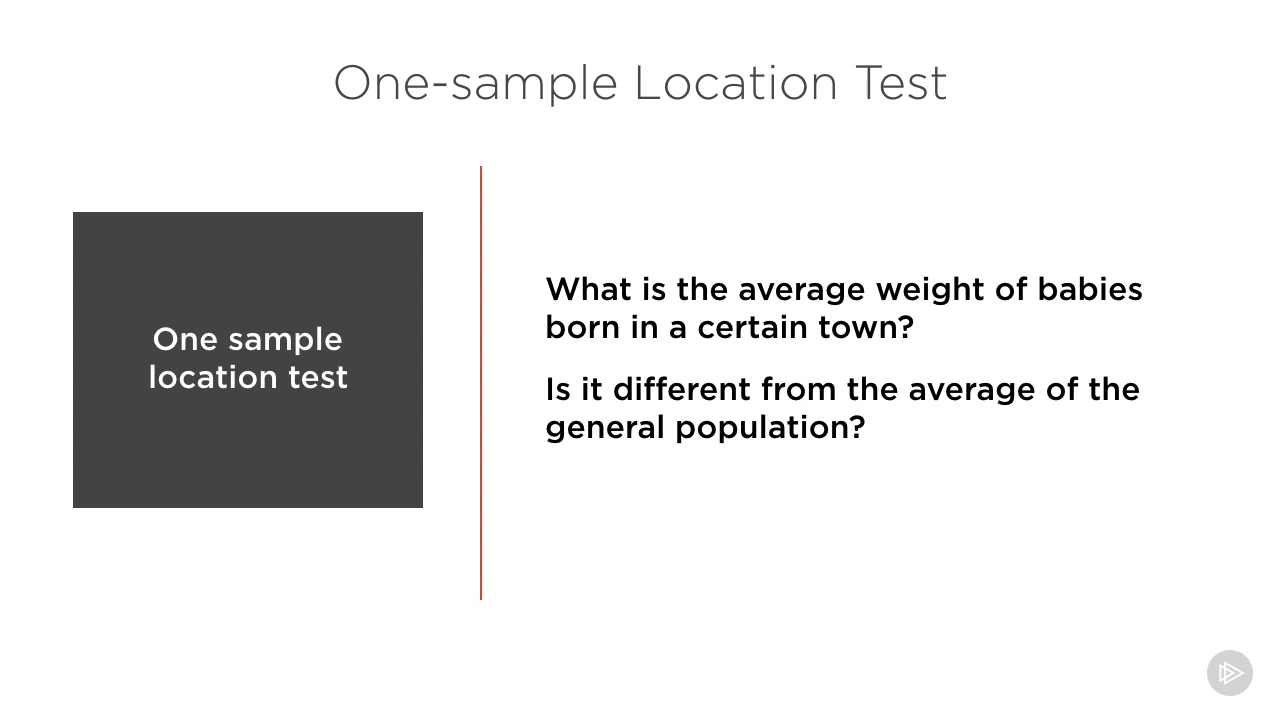 One-sample Location Test
One sample
location test
What is the average weight of babies
born in a certain town?
Is it different from the average of the
general population?